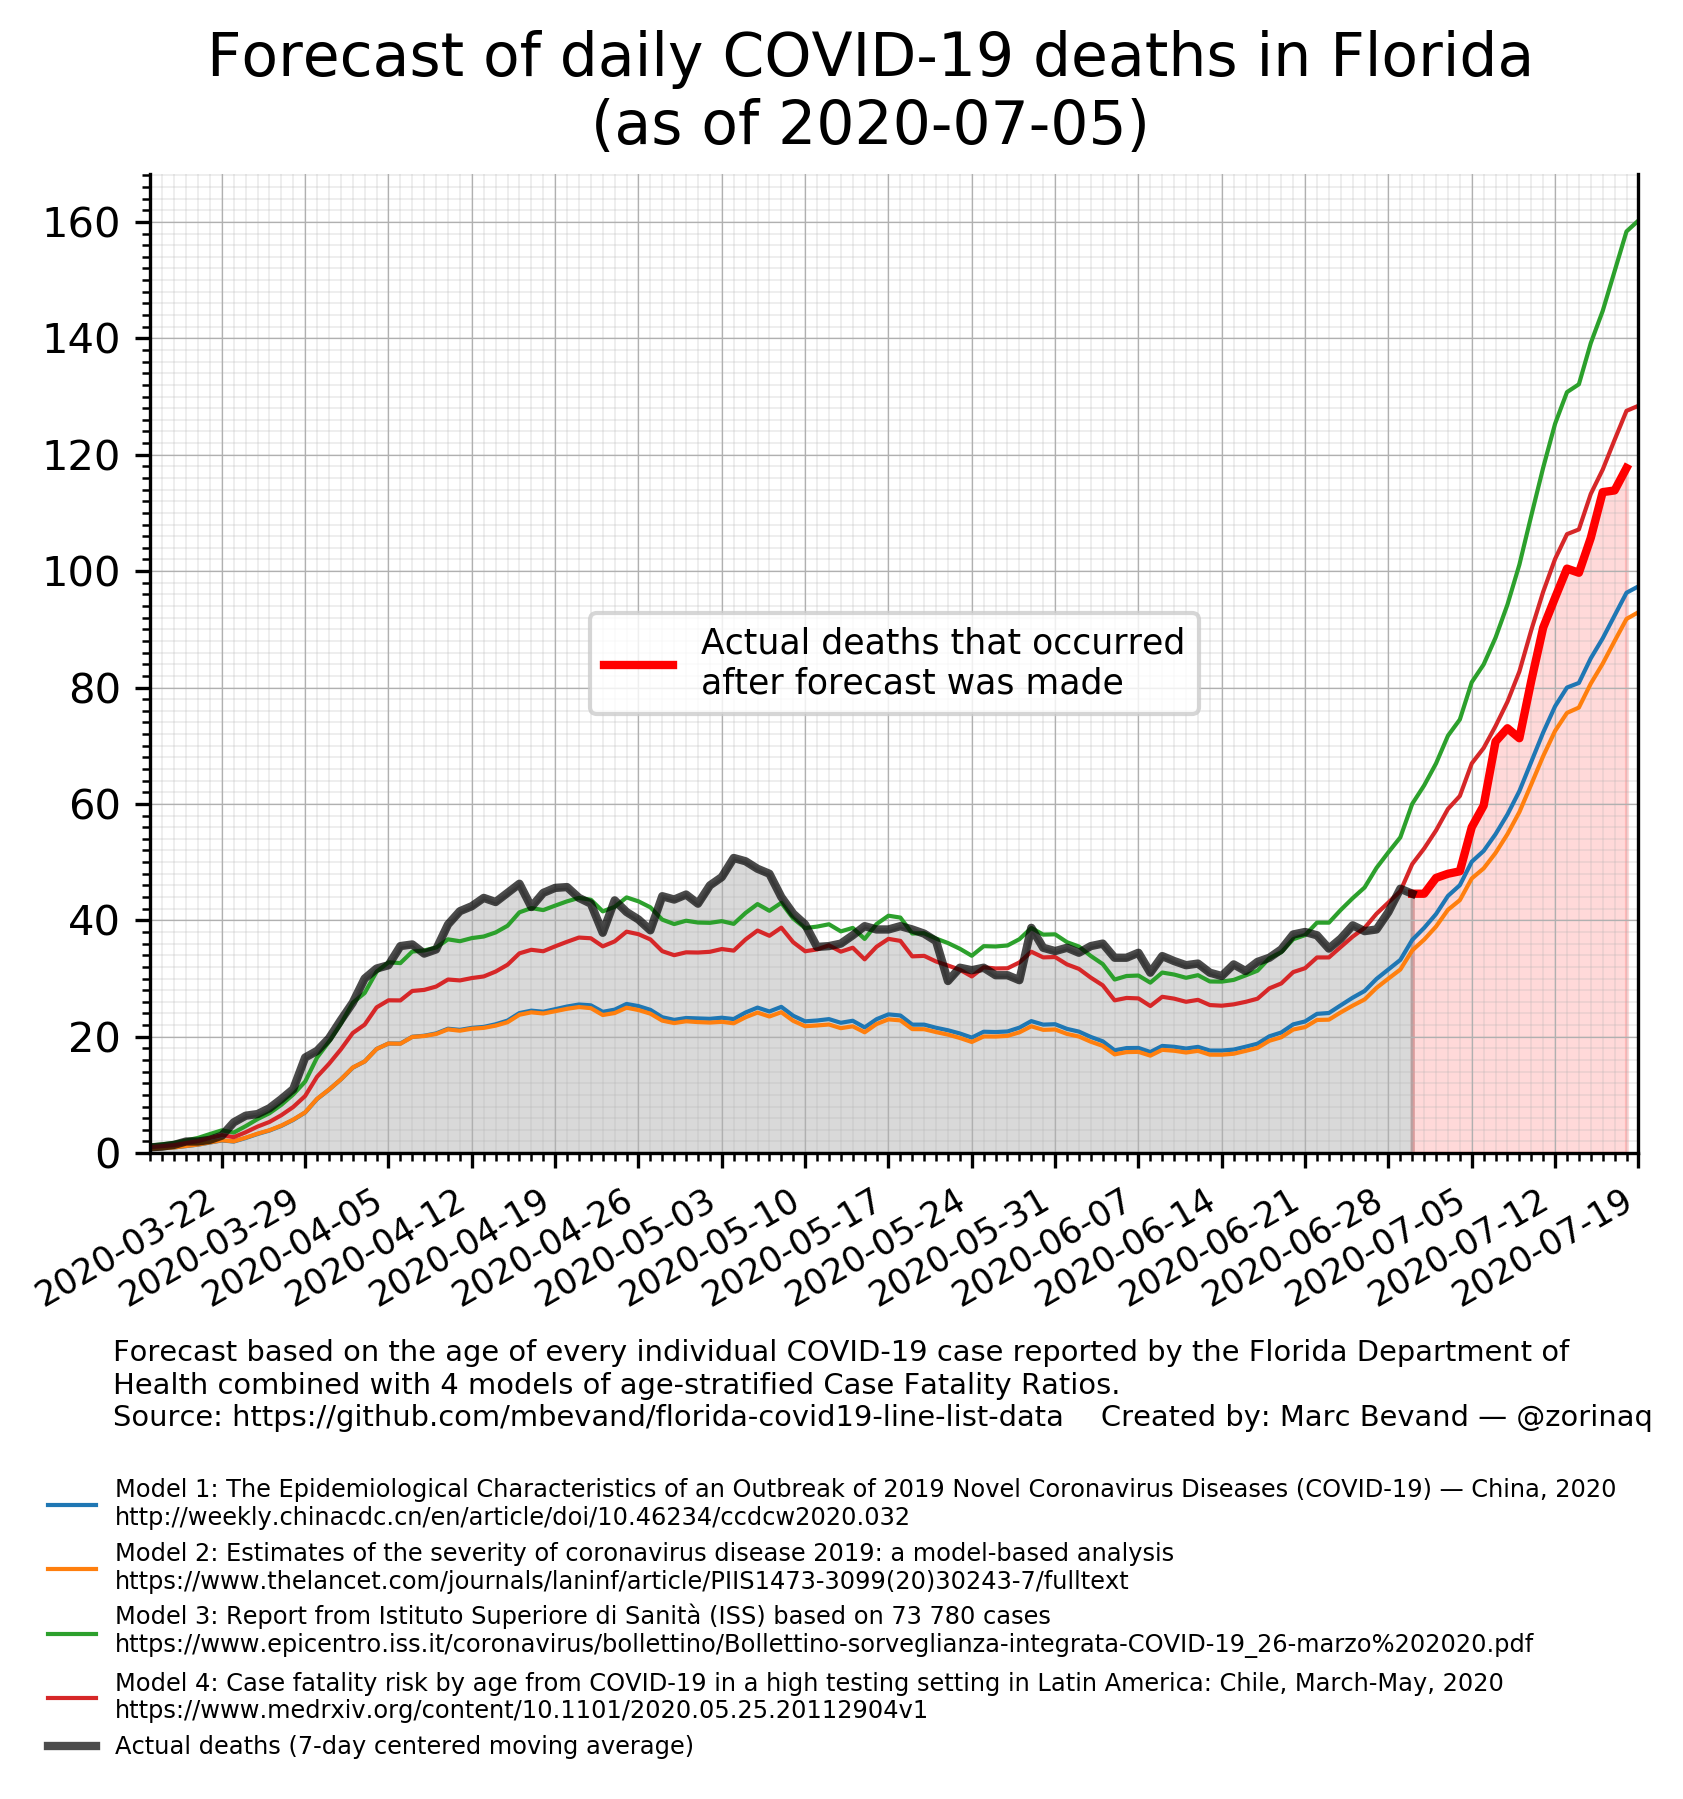 Forecast of daily COVID-19 deaths in Florida
(as of 2020-07-05)
160
140
120
100
80
60
40
20
0
Actual deaths that occurred
after forecast was made
2020-03-22
2020-03-29
2020-04-05
2020-04-12
2020-04-19
2020-04-26
2020-05-03
2020-05-10
2020-05-17
2020-05-24
2020-05-31
2020-06-07
2020-06-14
2020-06-21
2020-06-28
2020-07-05
2020-07-12
2020-07-19
Forecast based on the age of every individual COVID-19 case reported by the Florida Department of
Health combined with 4 models of age-stratified Case Fatality Ratios.
Source: https://github.com/mbevand/florida-covid19-line-list-data Created by: Marc Bevand — @zorinaq
Model 1: The Epidemiological Characteristics of an Outbreak of 2019 Novel Coronavirus Diseases (COVID-19) — China, 2020
http://weekly.chinacdc.cn/en/article/doi/10.46234/ccdcw2020.032
Model 2: Estimates of the severity of coronavirus disease 2019: a model-based analysis
https://www.thelancet.com/journals/laninf/article/PIIS1473-3099(20)30243-7/fulltext
Model 3: Report from Istituto Superiore di Sanità (ISS) based on 73 780 cases
https://www.epicentro.iss.it/coronavirus/bollettino/Bollettino-sorveglianza-integrata-COVID-19_26-marzo%202020.pdf
Model 4: Case fatality risk by age from COVID-19 in a high testing setting in Latin America: Chile, March-May, 2020
https://www.medrxiv.org/content/10.1101/2020.05.25.20112904v1
Actual deaths (7-day centered moving average)